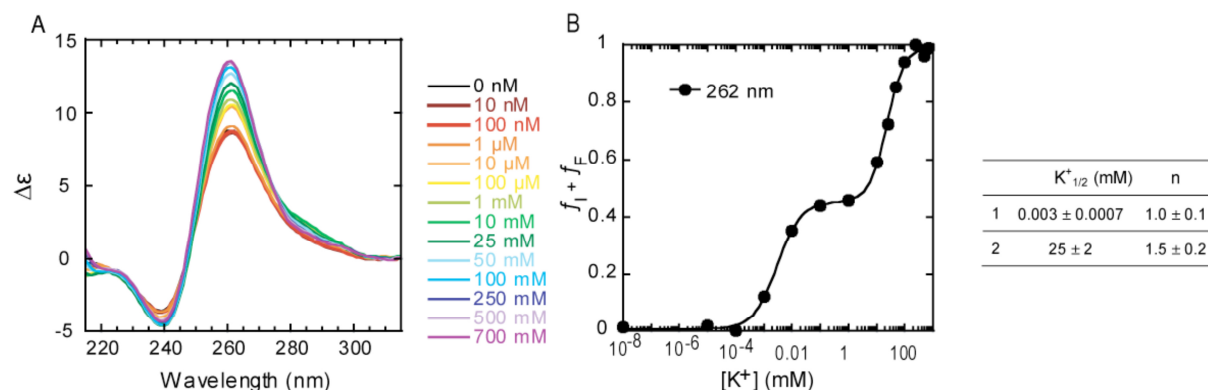 A
15
10
5
0
-5
Δε
220 240 260 280 300
Wavelength (nm)
0 nM
10 nM
100 nM
1 µM
10 µM
100 µM
1 mM
10 mM
25 mM
50 mM
100 mM
250 mM
500 mM
700 mM
B
1
0.8
0.6
0.4
0.2
0
f_I + f_F
262 nm
10⁻⁸ 10⁻⁶ 10⁻⁴ 0.01 1 100
[K⁺] (mM)
K⁺₁/₂ (mM) n
1 0.003 ± 0.0007 1.0 ± 0.1
2 25 ± 2 1.5 ± 0.2